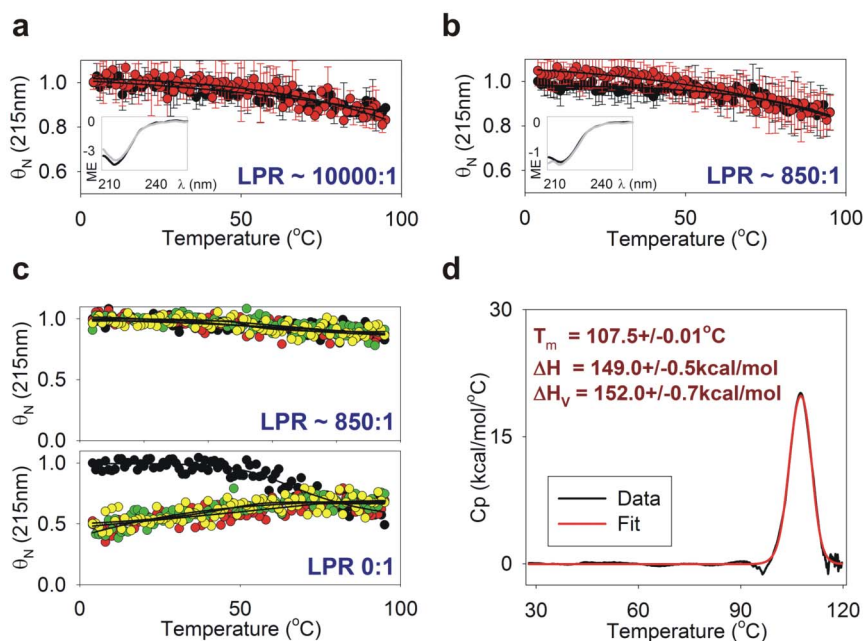 a
1.0
0.8
0.6
θN (215nm)
0
-3
ME
210
240
λ (nm)
LPR ~ 10000:1
0
50
100
Temperature (°C)
b
1.0
0.8
0.6
θN (215nm)
0
-1
ME
210
240
λ (nm)
LPR ~ 850:1
0
50
100
Temperature (°C)
c
1.0
0.5
0.0
θN (215nm)
LPR ~ 850:1
1.0
0.5
0.0
θN (215nm)
LPR 0:1
0
50
100
Temperature (°C)
d
30
15
0
Cp (kcal/mol/°C)
Tm = 107.5+/-0.01°C
ΔH = 149.0+/-0.5kcal/mol
ΔHV = 152.0+/-0.7kcal/mol
Data
Fit
30
60
90
120
Temperature (°C)